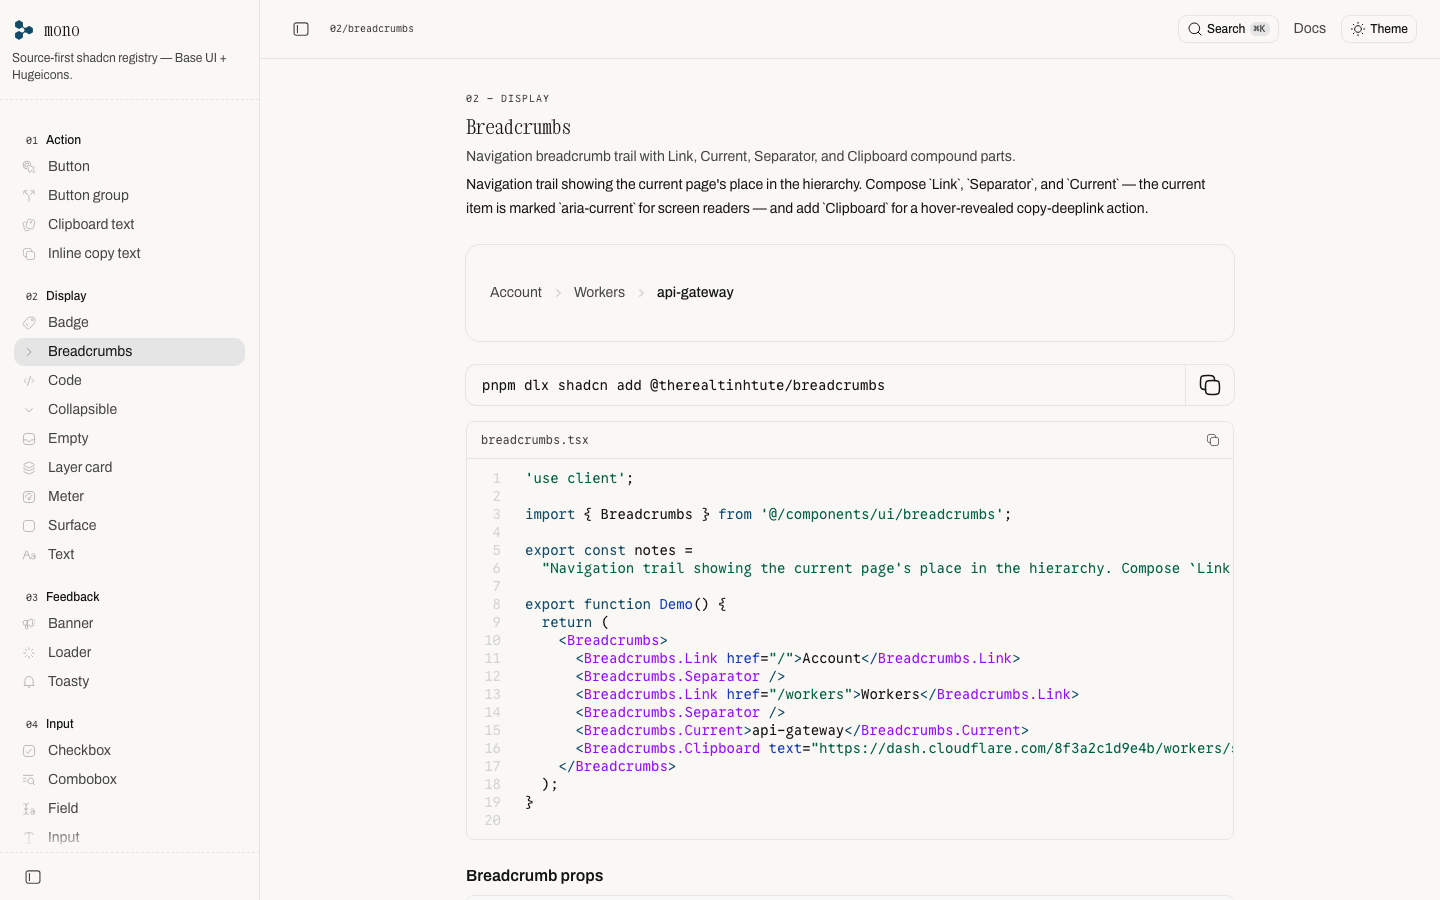 mono
Source-first shadcn registry — Base UI +
Hugeicons.
01 Action
Button
Button group
Clipboard text
Inline copy text
02 Display
Badge
Breadcrumbs
Code
Collapsible
Empty
Layer card
Meter
Surface
Text
03 Feedback
Banner
Loader
Toasty
04 Input
Checkbox
Combobox
Field
Input
02/breadcrumbs
Search ⌘K
Docs
Theme
02 — DISPLAY
Breadcrumbs
Navigation breadcrumb trail with Link, Current, Separator, and Clipboard compound parts.
Navigation trail showing the current page's place in the hierarchy. Compose `Link`, `Separator`, and `Current` — the current
item is marked `aria-current` for screen readers — and add `Clipboard` for a hover-revealed copy-deeplink action.
Account > Workers > api-gateway
pnpm dlx shadcn add @therealtinhtute/breadcrumbs
breadcrumbs.tsx
1 'use client';
2
3 import { Breadcrumbs } from '@/components/ui/breadcrumbs';
4
5 export const notes =
6 "Navigation trail showing the current page's place in the hierarchy. Compose `Link
7
8 export function Demo() {
9 return (
10 <Breadcrumbs>
11 <Breadcrumbs.Link href="/">Account</Breadcrumbs.Link>
12 <Breadcrumbs.Separator />
13 <Breadcrumbs.Link href="/workers">Workers</Breadcrumbs.Link>
14 <Breadcrumbs.Separator />
15 <Breadcrumbs.Current>api-gateway</Breadcrumbs.Current>
16 <Breadcrumbs.Clipboard text="https://dash.cloudflare.com/8f3a2c1d9e4b/workers/s
17 </Breadcrumbs>
18 );
19 }
20
Breadcrumb props